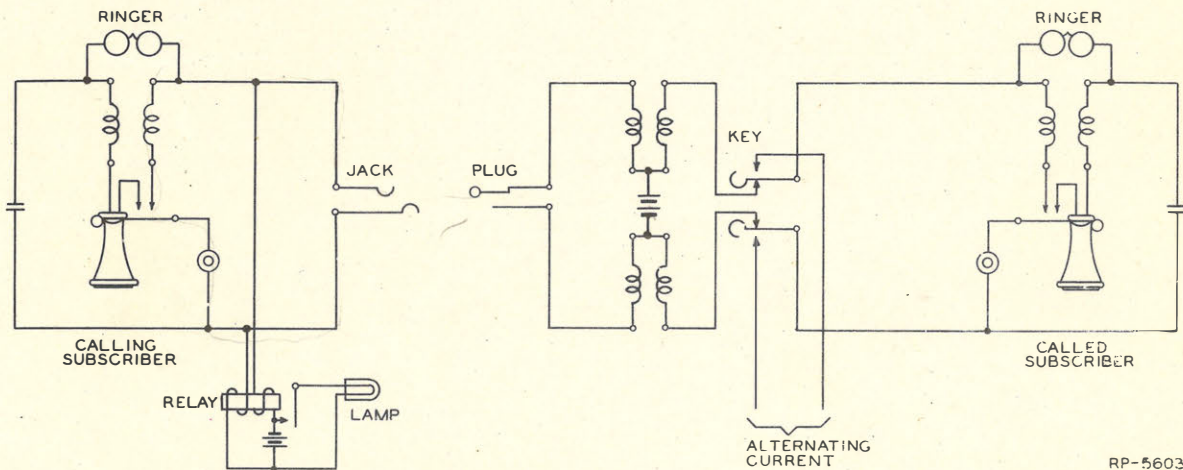 RINGER
RINGER
JACK
PLUG
KEY
CALLING
SUBSCRIBER
CALLED
SUBSCRIBER
RELAY
LAMP
ALTERNATING
CURRENT
RP-5603